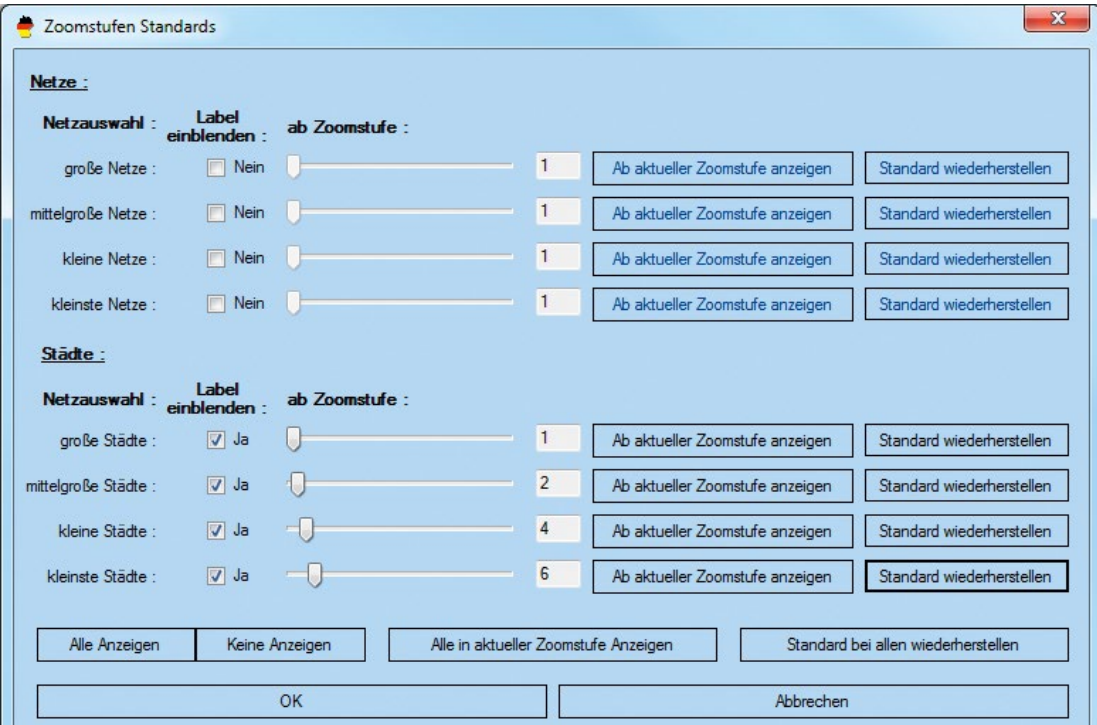 Zoomstufen Standards
Netze :
Netzauswahl : Label einblenden : ab Zoomstufe :
große Netze : Nein 1 Ab aktueller Zoomstufe anzeigen Standard wiederherstellen
mittelgroße Netze : Nein 1 Ab aktueller Zoomstufe anzeigen Standard wiederherstellen
kleine Netze : Nein 1 Ab aktueller Zoomstufe anzeigen Standard wiederherstellen
kleinste Netze : Nein 1 Ab aktueller Zoomstufe anzeigen Standard wiederherstellen
Städte :
Netzauswahl : Label einblenden : ab Zoomstufe :
große Städte : Ja 1 Ab aktueller Zoomstufe anzeigen Standard wiederherstellen
mittelgroße Städte : Ja 2 Ab aktueller Zoomstufe anzeigen Standard wiederherstellen
kleine Städte : Ja 4 Ab aktueller Zoomstufe anzeigen Standard wiederherstellen
kleinste Städte : Ja 6 Ab aktueller Zoomstufe anzeigen Standard wiederherstellen
Alle Anzeigen Keine Anzeigen Alle in aktueller Zoomstufe Anzeigen Standard bei allen wiederherstellen
OK Abbrechen